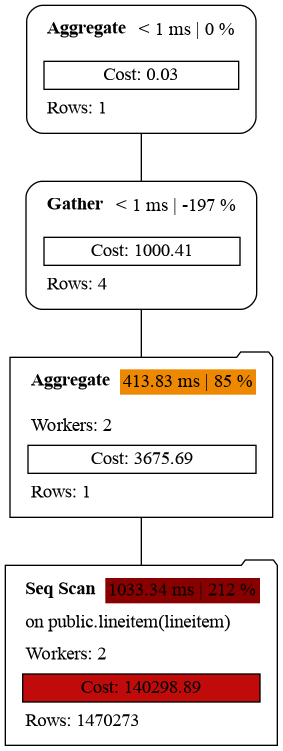 Aggregate < 1 ms | 0 %
Cost: 0.03
Rows: 1
Gather < 1 ms | -197 %
Cost: 1000.41
Rows: 4
Aggregate 413.83 ms | 85 %
Workers: 2
Cost: 3675.69
Rows: 1
Seq Scan 1033.34 ms | 212 %
on public.lineitem(lineitem)
Workers: 2
Cost: 140298.89
Rows: 1470273